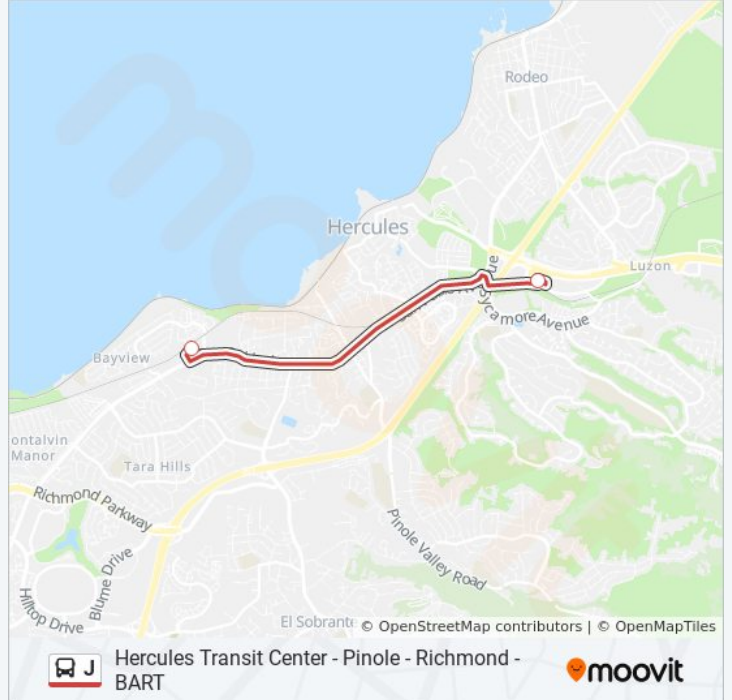 Rodeo
Hercules
Luzon
Sycamore Avenue
Bayview
ontalvin
Manor
Tara Hills
Richmond Parkway
Pinole Valley Road
Blume Drive
Hilltop Drive
El Sobrante
© OpenStreetMap contributors | © OpenMapTiles
J
Hercules Transit Center - Pinole - Richmond -
BART
moovit